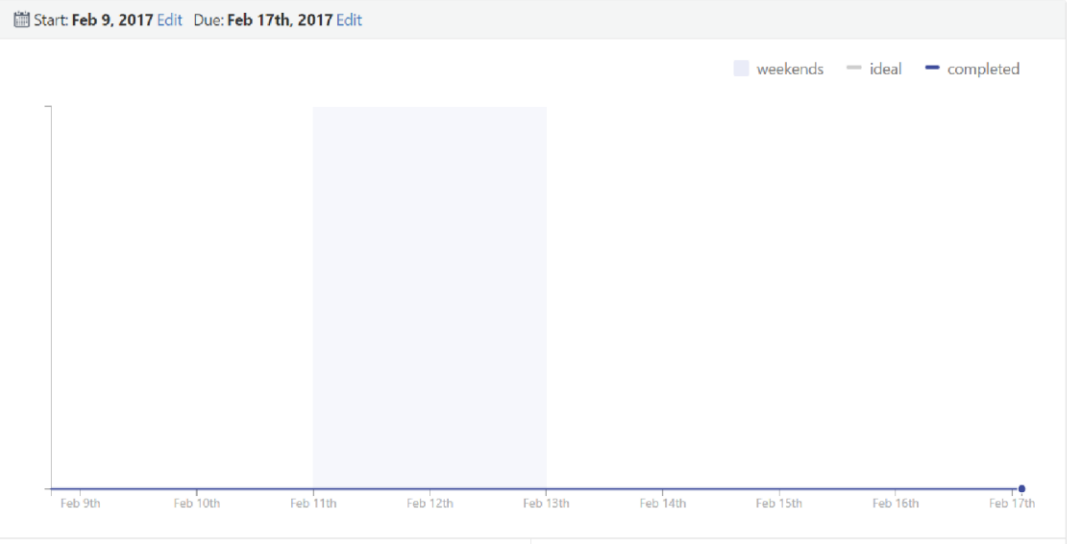 Start: Feb 9, 2017 Edit Due: Feb 17th, 2017 Edit
weekends ideal completed
Feb 9th Feb 10th Feb 11th Feb 12th Feb 13th Feb 14th Feb 15th Feb 16th Feb 17th